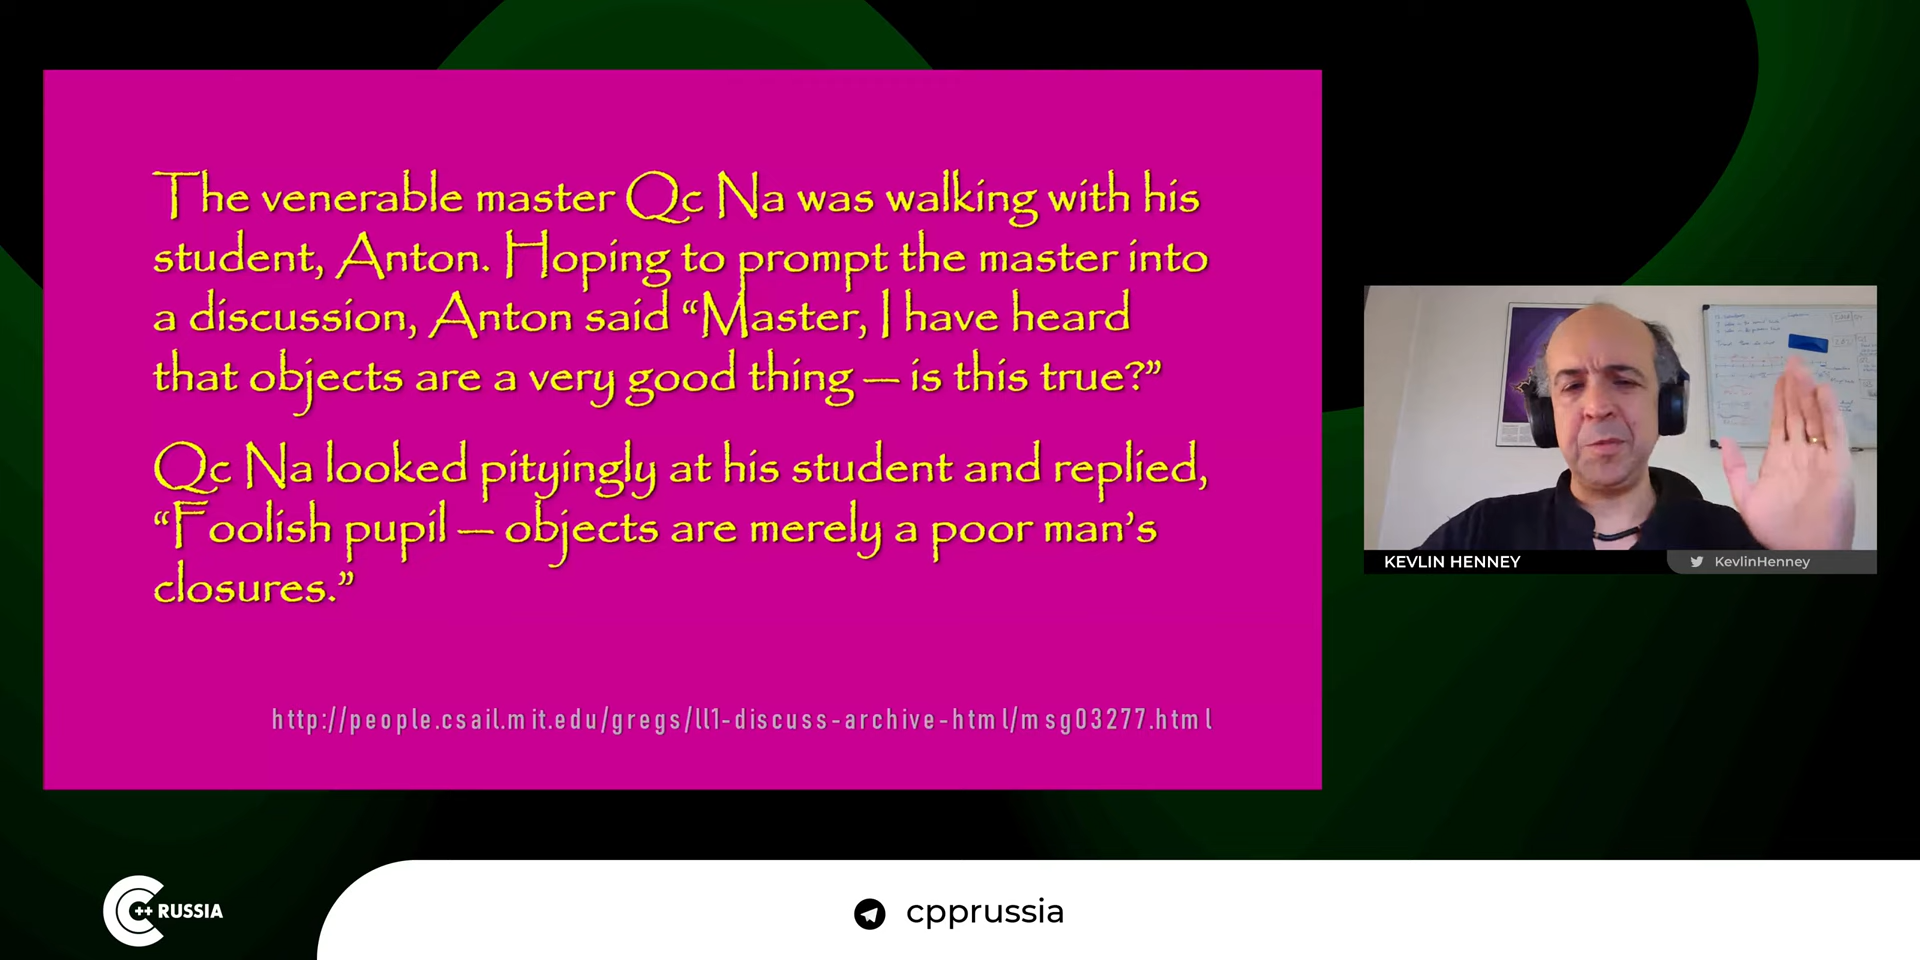 The venerable master Qc Na was walking with his
student, Anton. Hoping to prompt the master into
a discussion, Anton said “Master, I have heard
that objects are a very good thing — is this true?”
Qc Na looked pityingly at his student and replied,
“Foolish pupil — objects are merely a poor man’s
closures.”
http://people.csail.mit.edu/gregs/ll1-discuss-archive-html/msg03277.html
KEVLIN HENNEY
KevlinHenney
C++ RUSSIA
cpprussia